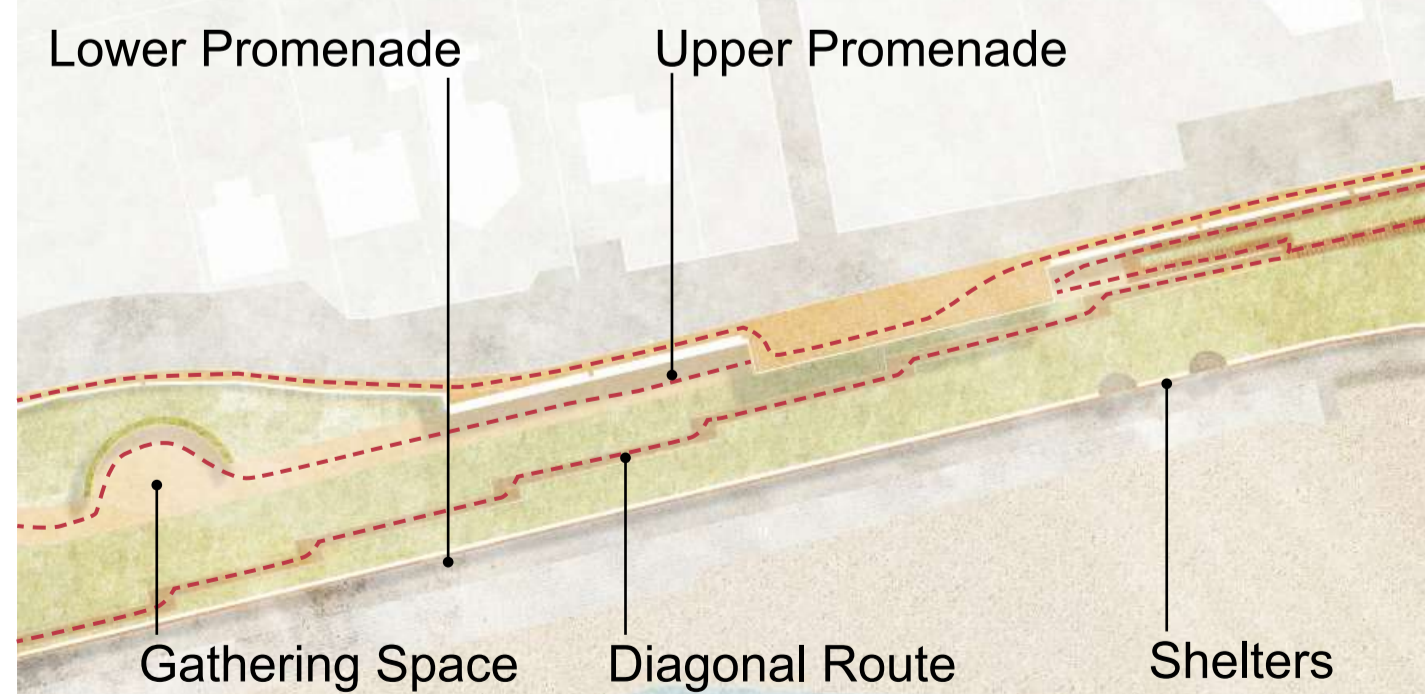 Lower Promenade
Upper Promenade
Gathering Space
Diagonal Route
Shelters